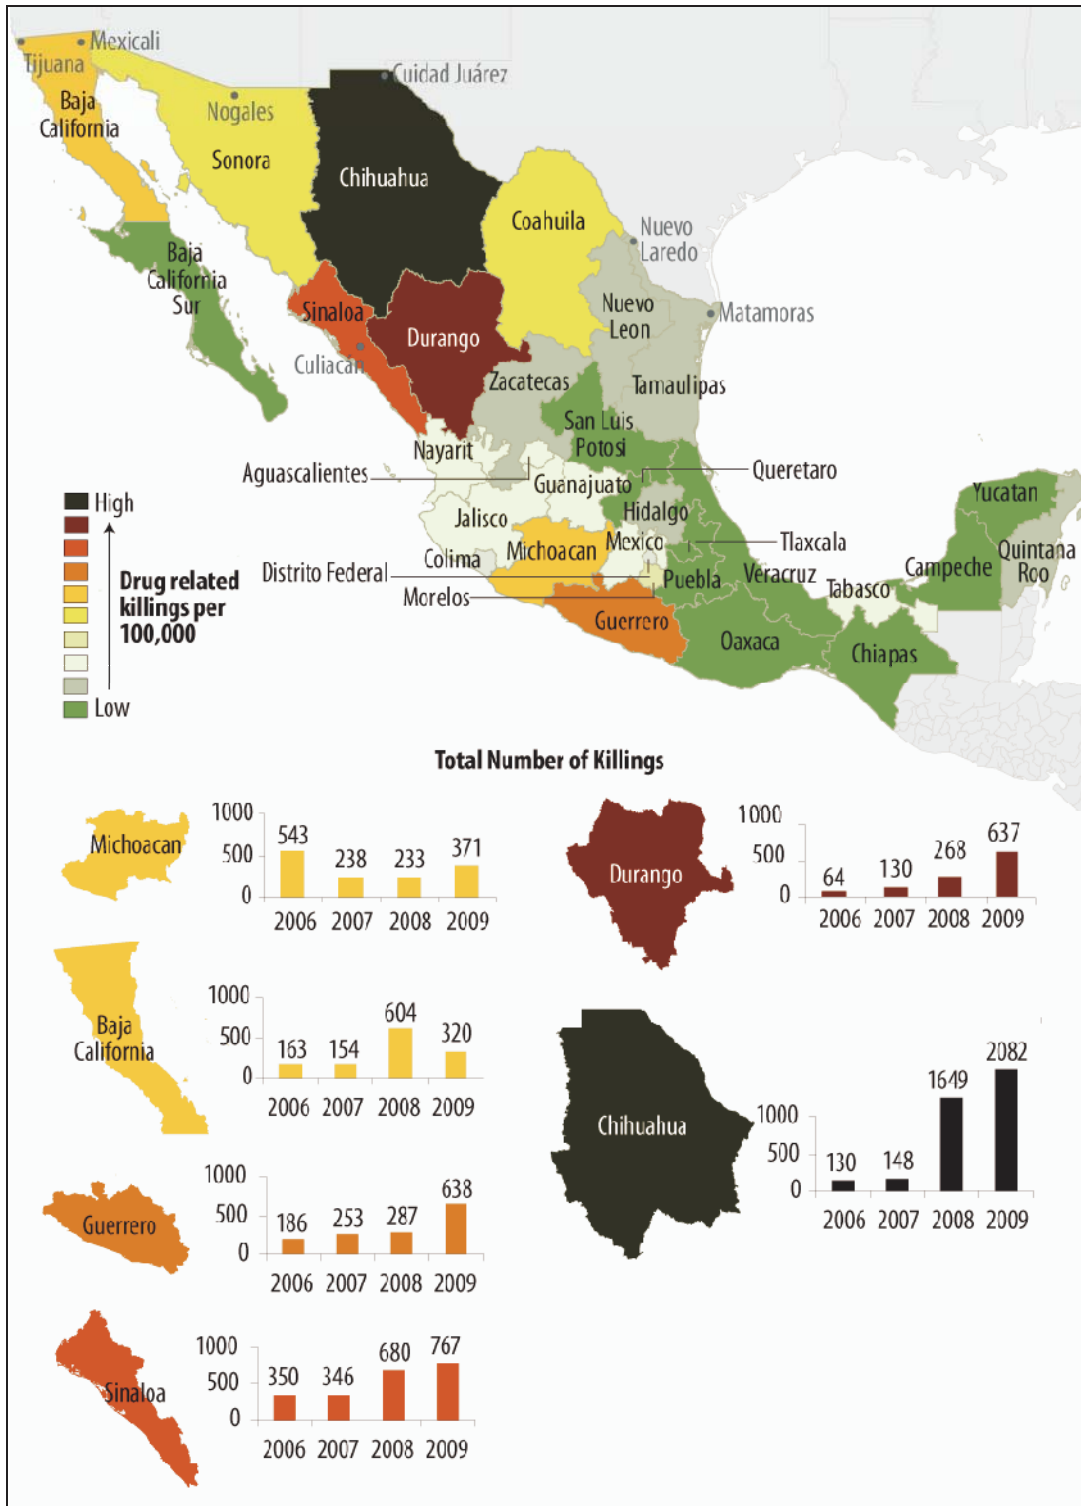 Mexicali
Tijuana
Cuidad Juárez
Baja
California
Nogales
Sonora
Chihuahua
Coahuila
Nuevo
Laredo
Baja
California
Sur
Sinaloa
Nuevo
Leon
Matamoras
Durango
Culiacán
Zacatecas
Tamaulipas
San Luis
Potosi
Nayarit
Aguascalientes
Queretaro
Guanajuato
Yucatan
High
Jalisco
Hidalgo
Mexico
Tlaxcala
Quintana
Roo
Colima
Michoacan
Campeche
Distrito Federal
Puebla
Veracruz
Tabasco
Drug related
killings per
100,000
Morelos
Guerrero
Oaxaca
Chiapas
Low
Total Number of Killings
Michoacan
1000
500
0
543
238
233
371
2006 2007 2008 2009
Durango
1000
500
0
64
130
268
637
2006 2007 2008 2009
Baja
California
1000
500
0
163
154
604
320
2006 2007 2008 2009
Chihuahua
1000
500
0
130
148
1649
2082
2006 2007 2008 2009
Guerrero
1000
500
0
186
253
287
638
2006 2007 2008 2009
Sinaloa
1000
500
0
350
346
680
767
2006 2007 2008 2009